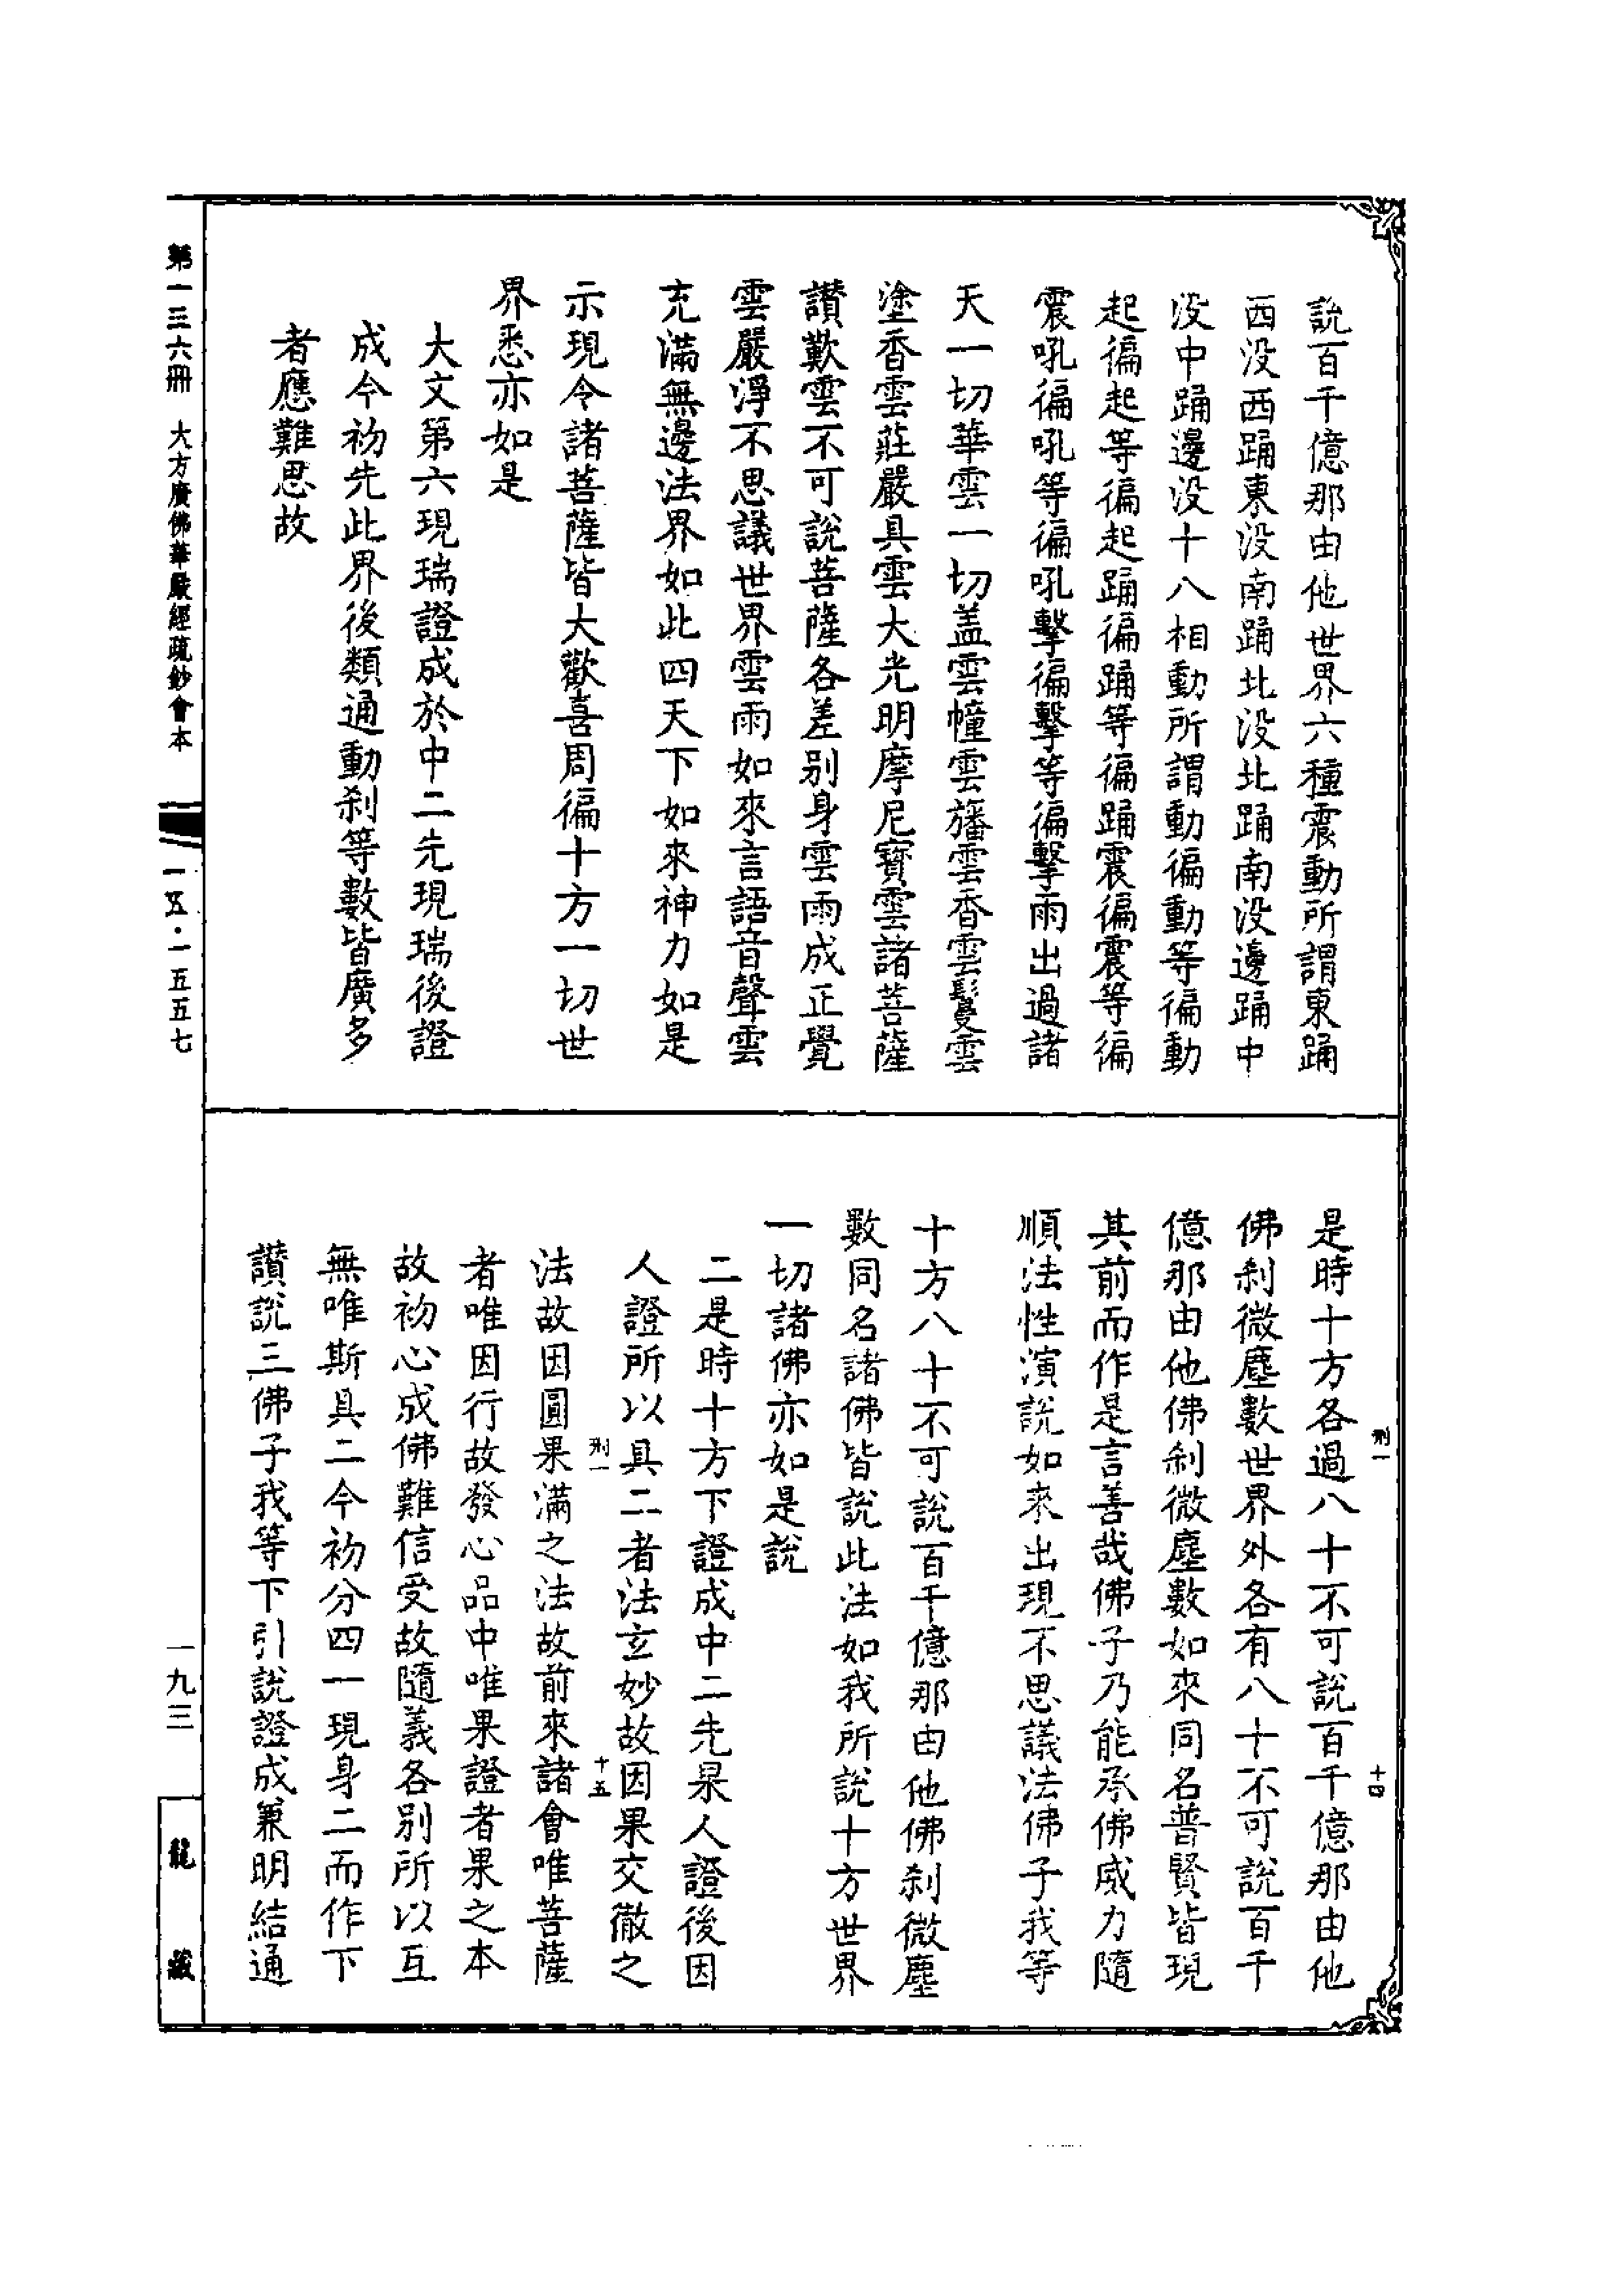 說百千億那由他世界六種震動所謂東踊
西没西踊東没南踊北没北踊南没邊踊中
没中踊邊没十八相動所謂動徧動等徧動
起徧起等徧起踊徧踊等徧踊震徧震等徧
震吼徧吼等徧吼擊徧擊等徧擊雨出過諸
天一切華雲一切盖雲幢雲旛雲香雲鬘雲
塗香雲莊嚴具雲大光明摩尼寶雲諸菩薩
讃歎雲不可說菩薩各差别身雲雨成正覺
雲嚴淨不思議世界雲雨如來言語音聲雲
充滿無邊法界如此四天下如來神力如是
示現令諸菩薩皆大歡喜周徧十方一切世
界悉亦如是
大文第六現瑞證成於中二先現瑞後證
成今初先此界後類通動刹等數皆廣多
者應難思故
刑一
十四
是時十方各過八十不可說百千億那由他
佛刹微塵數世界外各有八十不可說百千
億那由他佛刹微塵數如來同名普賢皆現
其前而作是言善哉佛子乃能承佛威力隨
順法性演說如來出現不思議法佛子我等
十方八十不可說百千億那由他佛刹微塵
數同名諸佛皆說此法如我所說十方世界
一切諸佛亦如是說
二是時十方下證成中二先果人證後因
人證所以具二者法玄妙故因果交徹之
刑一
十五
法故因圓果滿之法故前來諸會唯菩薩
者唯因行故發心品中唯果證者果之本
故初心成佛難信受故隨義各别所以互
無唯斯具二今初分四一現身二而作下
讃說三佛子我等下引說證成兼明結通
第一三六冊　大方廣佛華嚴經疏鈔會本
一五·一五五七
一九三
龍藏